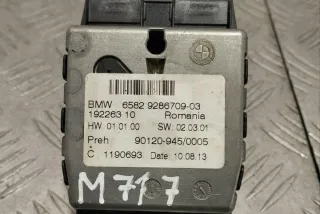 BMW 6582 9286709-03
192263 10 Romania
HW 01.01.00 SW: 02.03.01
Preh 90120-945/0005
C 1190693 Date: 10.08.13
M 717